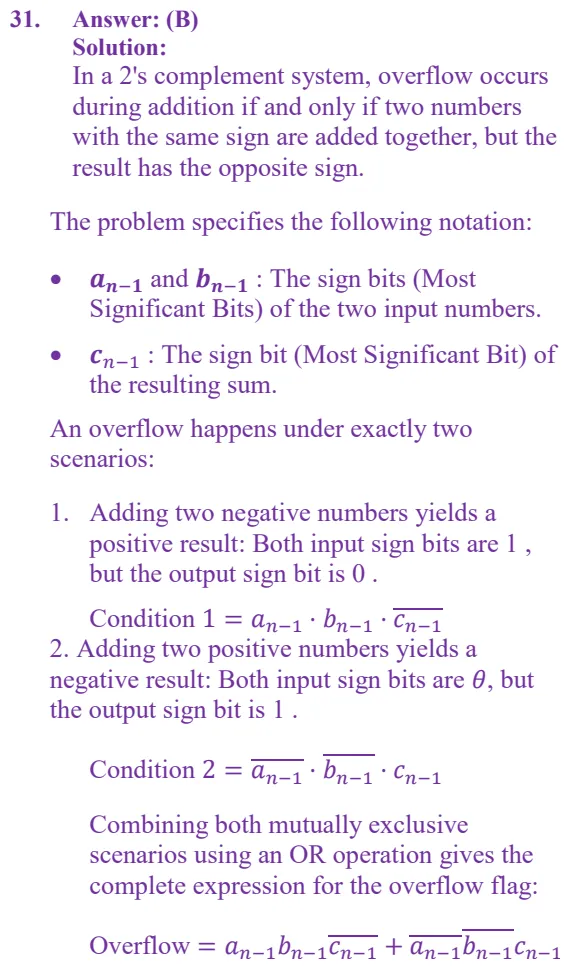 31. Answer: (B)
Solution:
In a 2's complement system, overflow occurs
during addition if and only if two numbers
with the same sign are added together, but the
result has the opposite sign.
The problem specifies the following notation:
• 𝒂ₙ₋₁ and 𝒃ₙ₋₁ : The sign bits (Most
Significant Bits) of the two input numbers.
• 𝒄ₙ₋₁ : The sign bit (Most Significant Bit) of
the resulting sum.
An overflow happens under exactly two
scenarios:
1. Adding two negative numbers yields a
positive result: Both input sign bits are 1 ,
but the output sign bit is 0 .
Condition 1 = $a_{n-1} \cdot b_{n-1} \cdot \overline{c_{n-1}}$
2. Adding two positive numbers yields a
negative result: Both input sign bits are θ, but
the output sign bit is 1 .
Condition 2 = $\overline{a_{n-1}} \cdot \overline{b_{n-1}} \cdot c_{n-1}$
Combining both mutually exclusive
scenarios using an OR operation gives the
complete expression for the overflow flag:
Overflow = $a_{n-1}b_{n-1}\overline{c_{n-1}} + \overline{a_{n-1}}\overline{b_{n-1}}c_{n-1}$